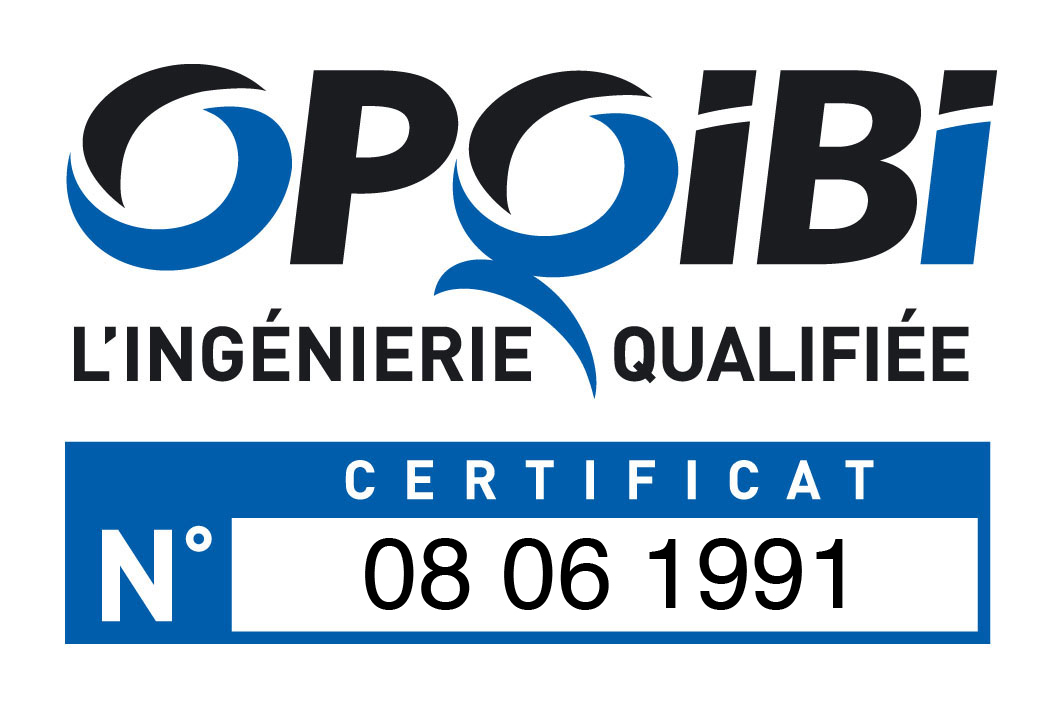 OPQiBi
L'INGÉNIERIE QUALIFIÉE
CERTIFICAT
N° 08 06 1991